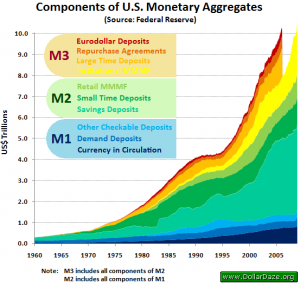 Components of U.S. Monetary Aggregates
(Source: Federal Reserve)
M3
Eurodollar Deposits
Repurchase Agreements
Large Time Deposits
M2
Retail MMMF
Small Time Deposits
Savings Deposits
M1
Other Checkable Deposits
Demand Deposits
Currency in Circulation
US$ Trillions
10.0
9.0
8.0
7.0
6.0
5.0
4.0
3.0
2.0
1.0
0.0
1960 1965 1970 1975 1980 1985 1990 1995 2000 2005
Note: M3 includes all components of M2
M2 includes all components of M1
www.DollarDaze.org